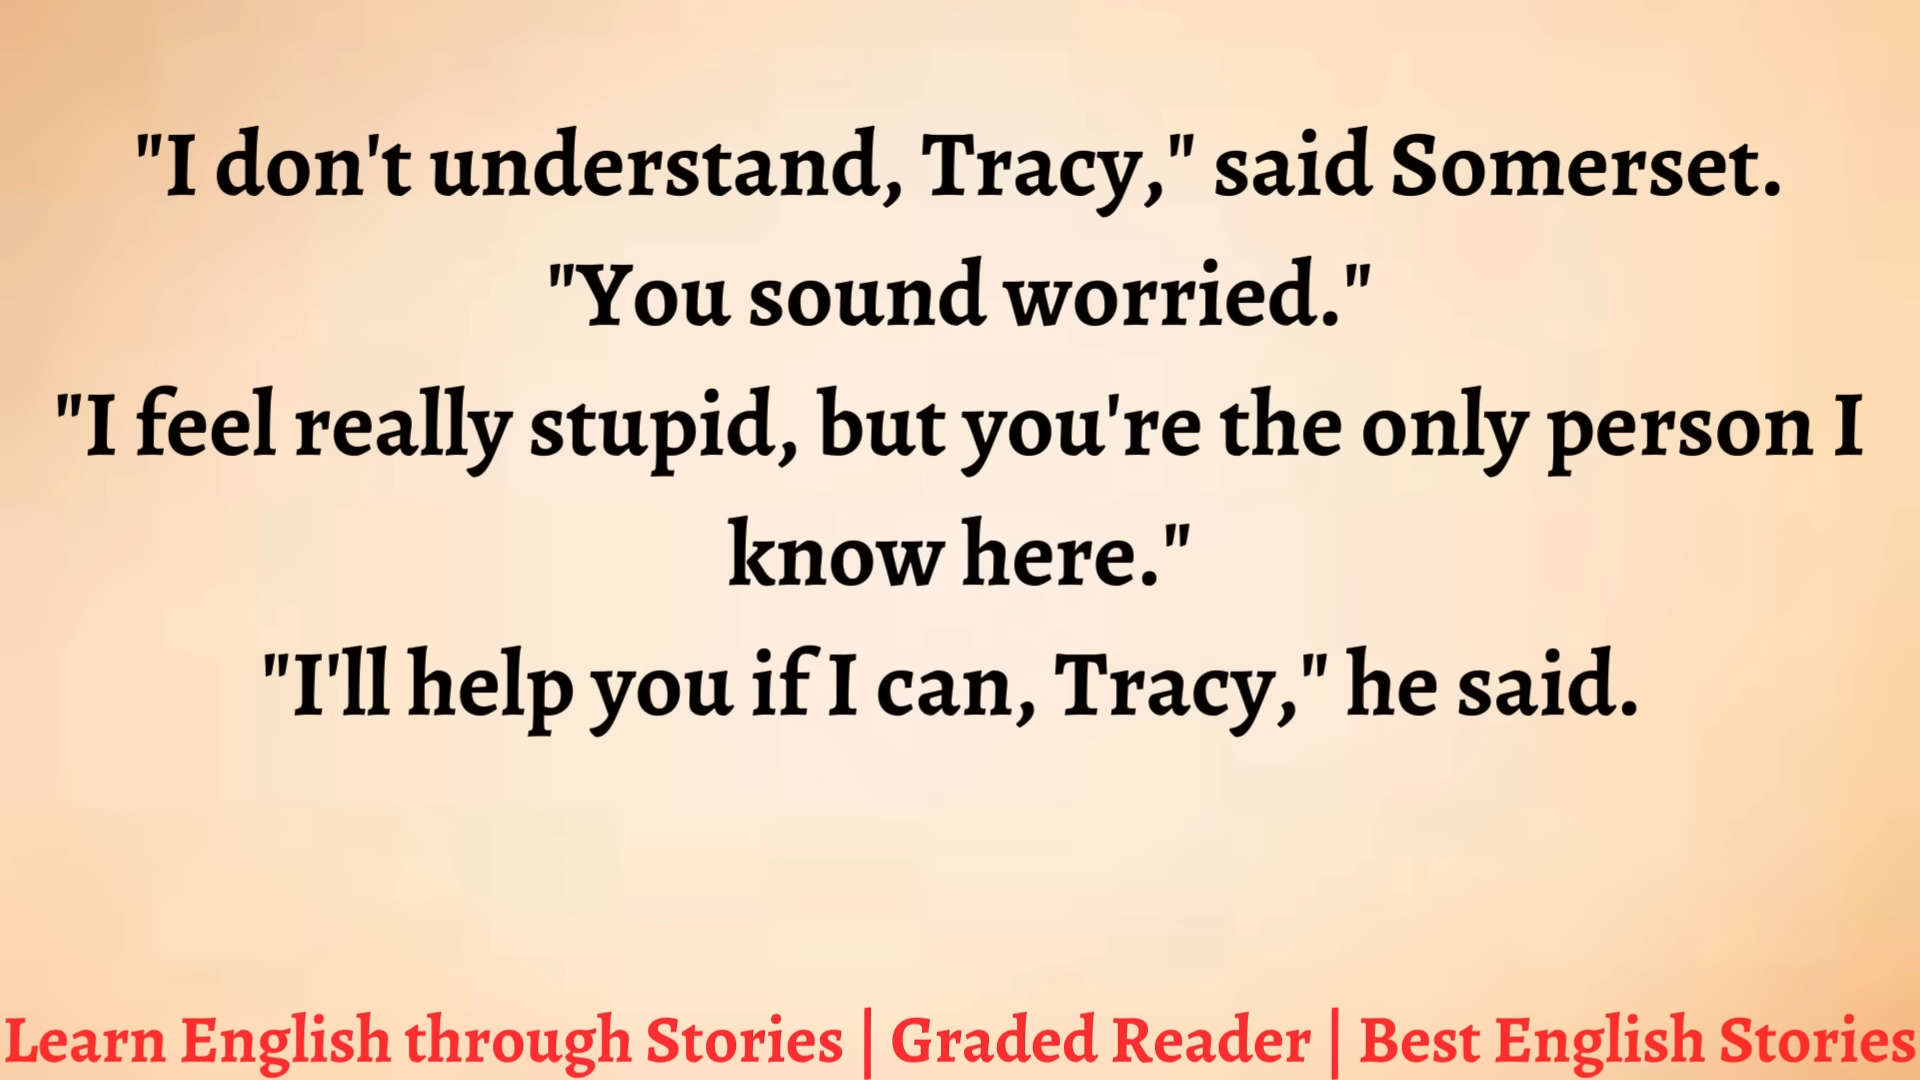 "I don't understand, Tracy," said Somerset.
"You sound worried."
"I feel really stupid, but you're the only person I
know here."
"I'll help you if I can, Tracy," he said.
Learn English through Stories | Graded Reader | Best English Stories